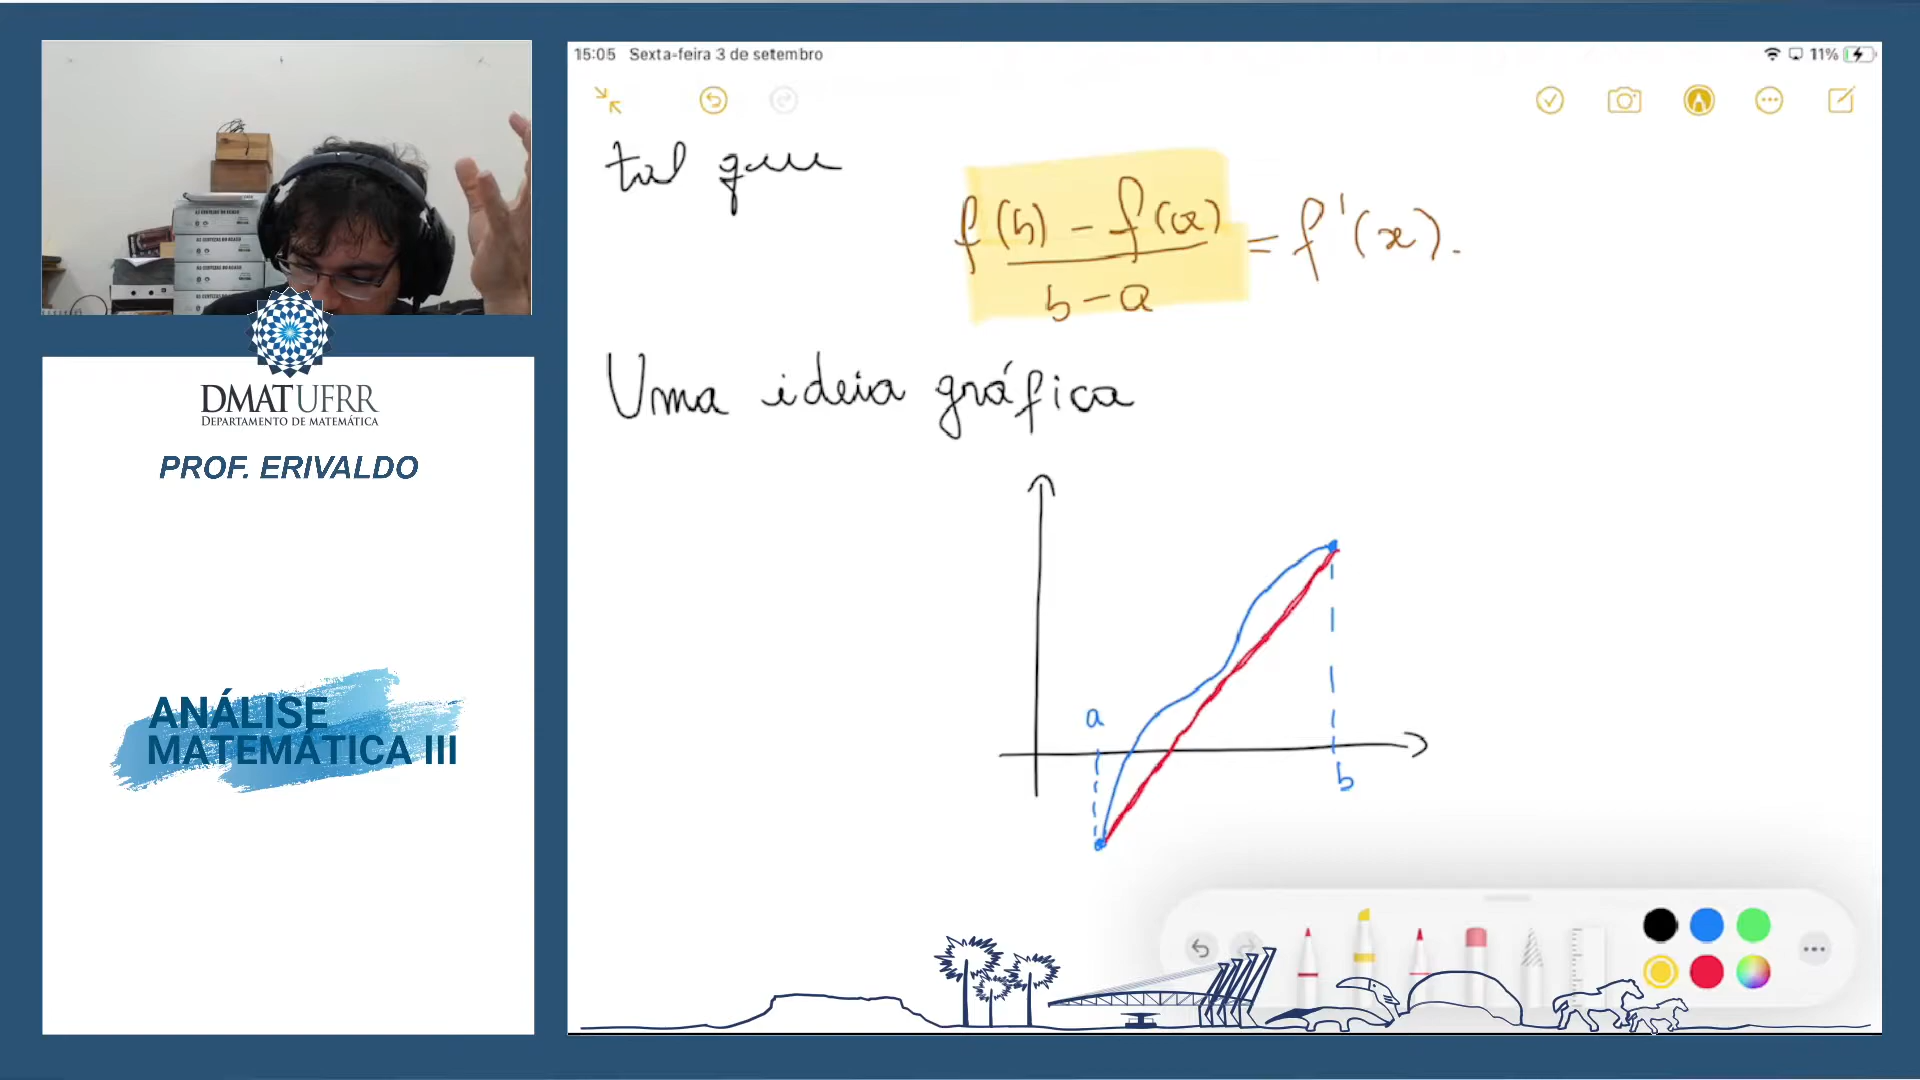 15:05 Sexta-feira 3 de setembro
11%
tal que
f(b) - f(a)
b - a
= f'(x).
Uma ideia gráfica
a
b
DMATUFRR
DEPARTAMENTO DE MATEMÁTICA
PROF. ERIVALDO
ANÁLISE
MATEMÁTICA III